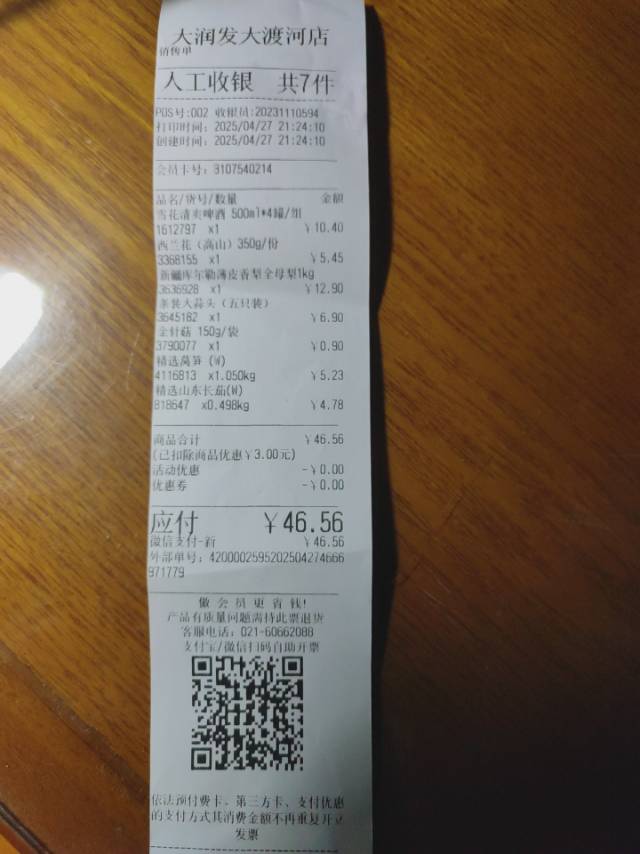 大润发大渡河店
销售单
人工收银 共7件
POS号:002 收银员:20231110594
打印时间: 2025/04/27 21:24:10
创建时间: 2025/04/27 21:24:10
会员卡号: 3107540214
品名/货号/数量 金额
雪花清爽啤酒 500ml*4罐/组
1612797 x1 ¥10.40
西兰花（高山）350g/份
3368155 x1 ¥5.45
新疆库尔勒薄皮香梨全母梨1kg
3636928 x1 ¥12.90
条装大蒜头（五只装）
3645182 x1 ¥6.90
金针菇 150g/袋
3790077 x1 ¥0.90
精选莴笋 (W)
4116813 x1.050kg ¥5.23
精选山东长茄(W)
818647 x0.498kg ¥4.78
商品合计 ¥46.56
(已扣除商品优惠¥3.00元)
活动优惠 -¥0.00
优惠券 -¥0.00
应付 ¥46.56
微信支付-新 ¥46.56
外部单号: 4200002595202504274666
971779
做会员更省钱!
产品有质量问题需持此票退货
客服电话: 021-60662088
支付宝/微信扫码自助开票
依法预付费卡、第三方卡、支付优惠
的支付方式其消费金额不再重复开立
发票